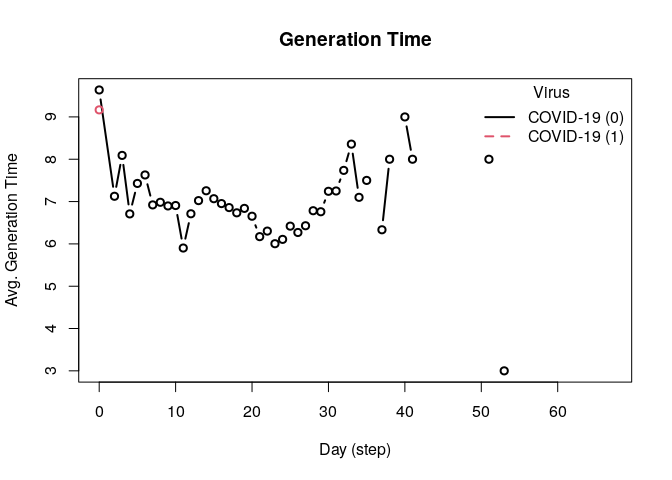 Generation Time
Virus
COVID-19 (0)
COVID-19 (1)
Avg. Generation Time
9
8
7
6
5
4
3
0 10 20 30 40 50 60
Day (step)